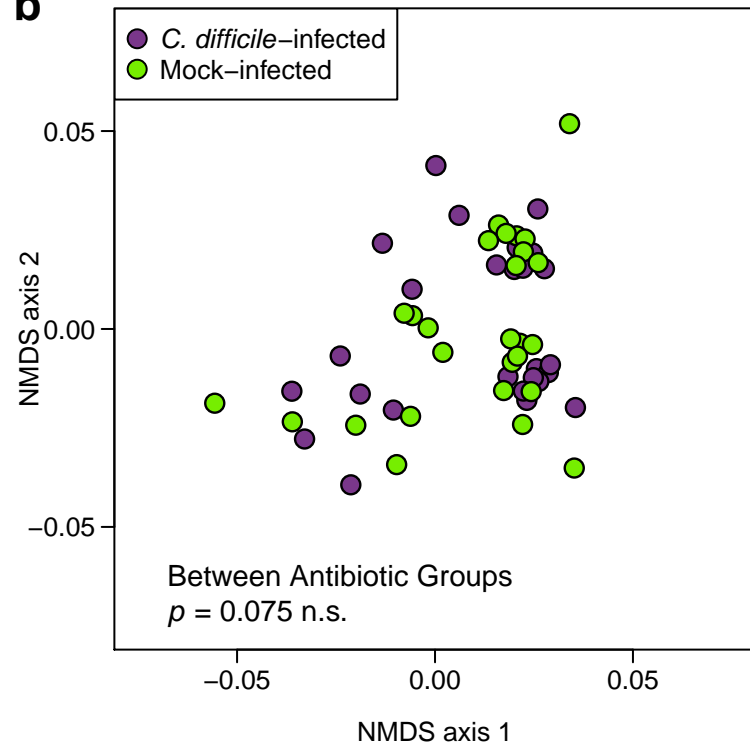 b
C. difficile−infected
Mock−infected
0.05
0.00
−0.05
NMDS axis 2
Between Antibiotic Groups
p = 0.075 n.s.
−0.05 0.00 0.05
NMDS axis 1